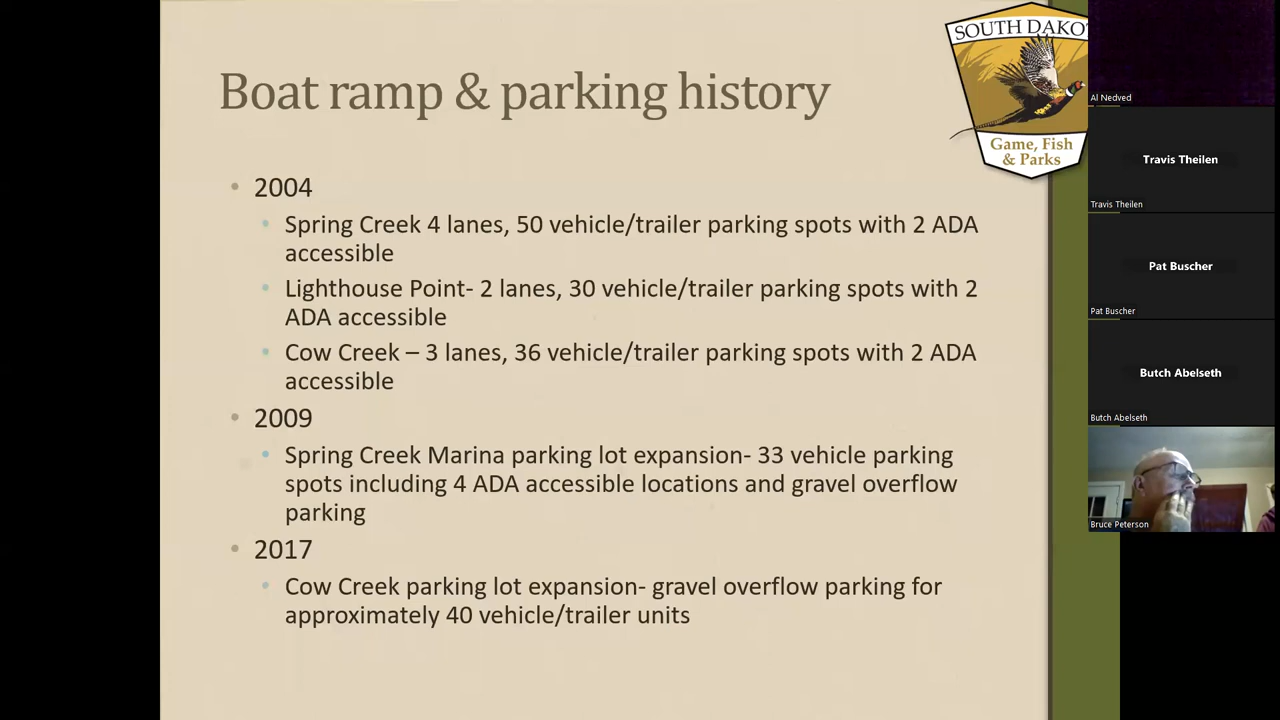 SOUTH DAKO
Game, Fish
& Parks
Boat ramp & parking history
2004
Spring Creek 4 lanes, 50 vehicle/trailer parking spots with 2 ADA
accessible
Lighthouse Point- 2 lanes, 30 vehicle/trailer parking spots with 2
ADA accessible
Cow Creek – 3 lanes, 36 vehicle/trailer parking spots with 2 ADA
accessible
2009
Spring Creek Marina parking lot expansion- 33 vehicle parking
spots including 4 ADA accessible locations and gravel overflow
parking
2017
Cow Creek parking lot expansion- gravel overflow parking for
approximately 40 vehicle/trailer units
Al Nedved
Travis Theilen
Travis Theilen
Pat Buscher
Pat Buscher
Butch Abelseth
Butch Abelseth
Bruce Peterson